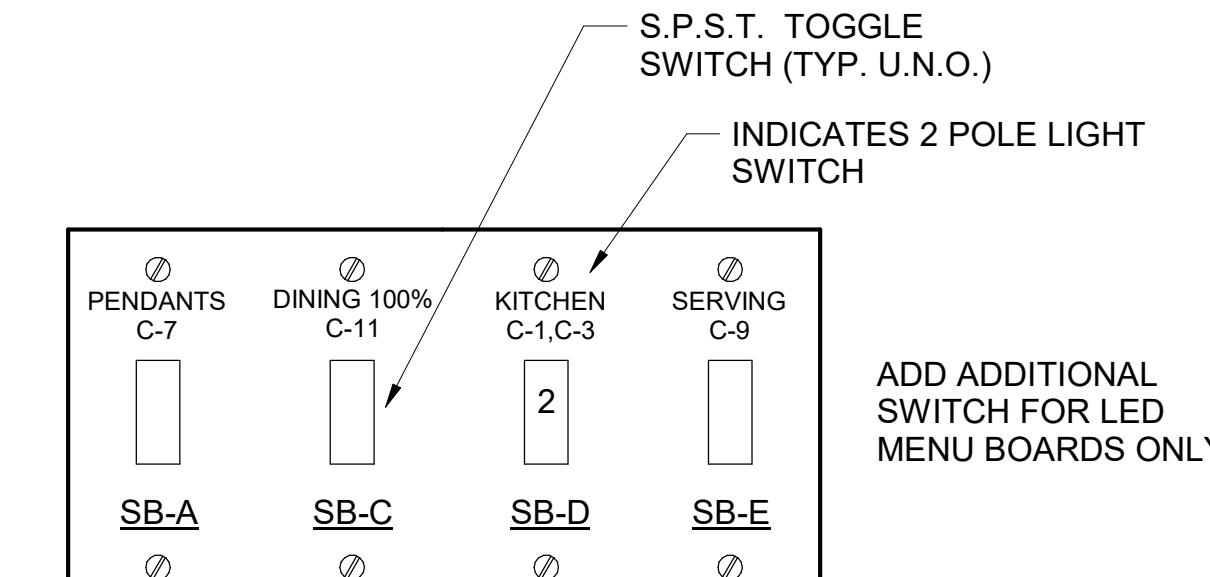 S.P.S.T. TOGGLE
SWITCH (TYP. U.N.O.)
INDICATES 2 POLE LIGHT
SWITCH
PENDANTS
C-7
DINING 100%
C-11
KITCHEN
C-1,C-3
SERVING
C-9
2
ADD ADDITIONAL
SWITCH FOR LED
MENU BOARDS ONLY
SB-A
SB-C
SB-D
SB-E